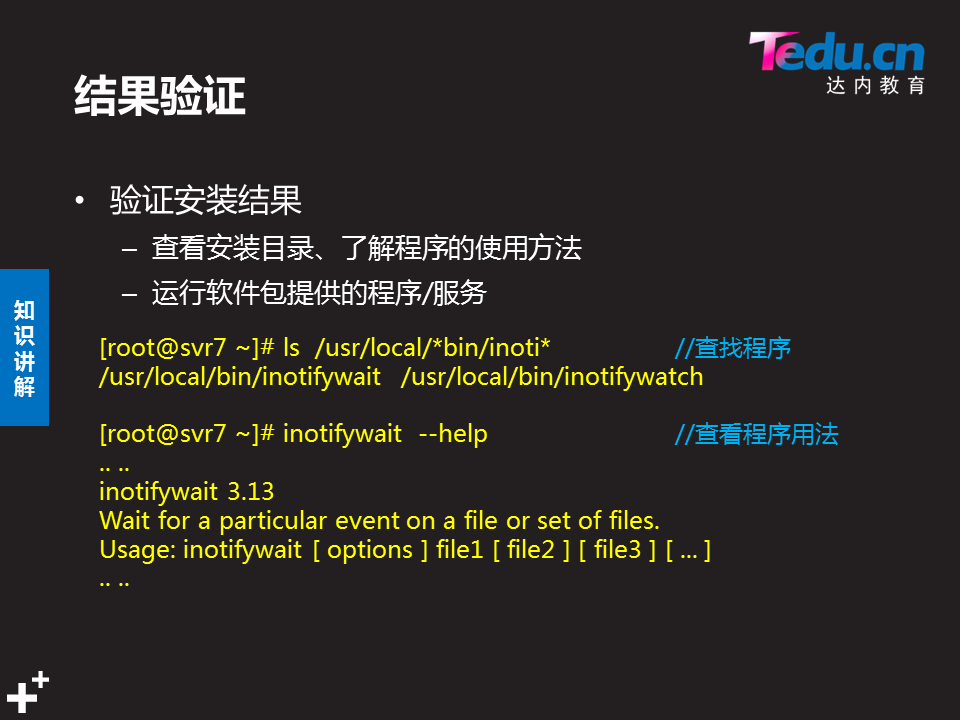 Tedu.cn
达内教育
结果验证
• 验证安装结果
– 查看安装目录、了解程序的使用方法
– 运行软件包提供的程序/服务
知识讲解
[root@svr7 ~]# ls  /usr/local/*bin/inoti* //查找程序
/usr/local/bin/inotifywait  /usr/local/bin/inotifywatch
[root@svr7 ~]# inotifywait  --help //查看程序用法
.. ..
inotifywait 3.13
Wait for a particular event on a file or set of files.
Usage: inotifywait [ options ] file1 [ file2 ] [ file3 ] [ ... ]
.. ..